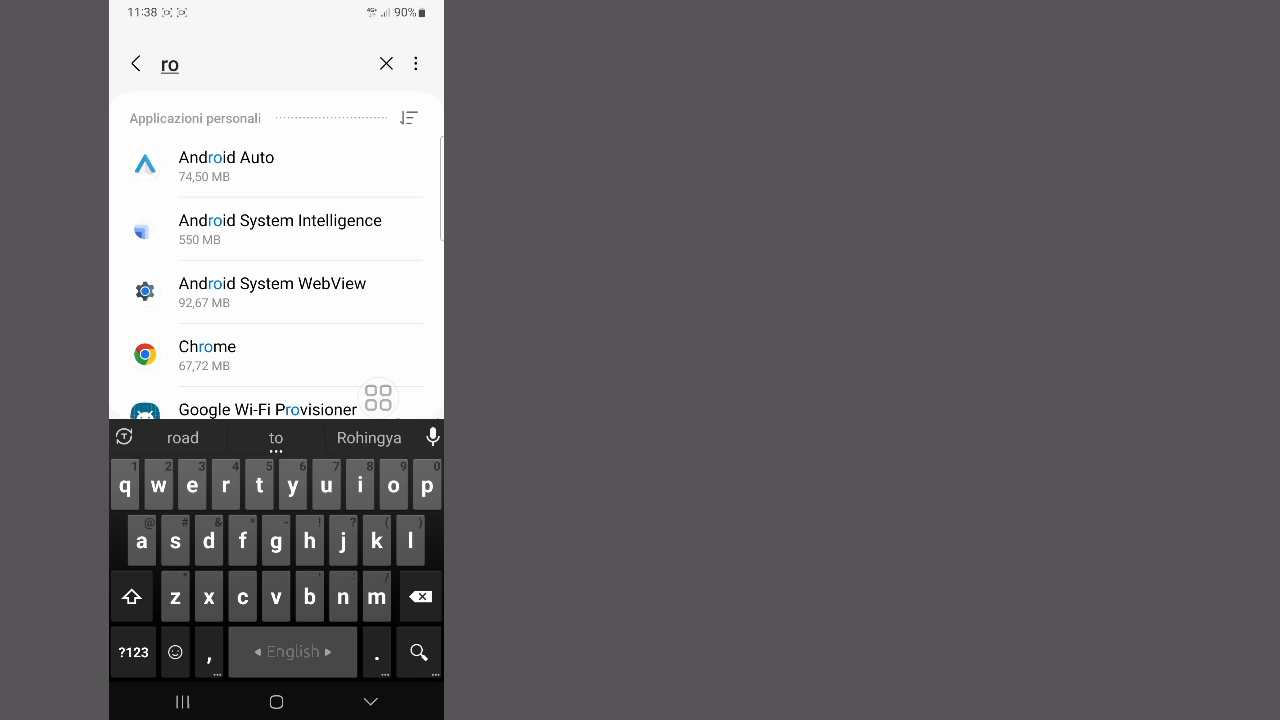 11:38 4G+ 90%
ro
Applicazioni personali
Android Auto
74,50 MB
Android System Intelligence
550 MB
Android System WebView
92,67 MB
Chrome
67,72 MB
Google Wi-Fi Provisioner
road to Rohingya
1 2 3 4 5 6 7 8 9 0
q w e r t y u i o p
@ # & * - ! ? ( )
a s d f g h j k l
" ' : /
z x c v b n m
?123 , English .